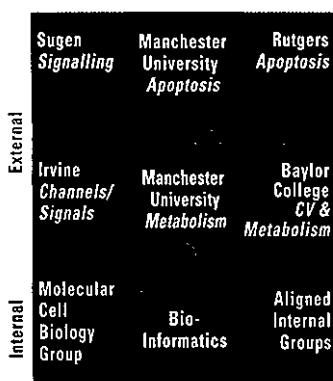 External
Sugen
Signalling
Manchester
University
Apoptosis
Rutgers
Apoptosis
Irvine
Channels/
Signals
Manchester
University
Metabolism
Baylor
College
CV &
Metabolism
Internal
Molecular
Cell
Biology
Group
Bio-
Informatics
Aligned
Internal
Groups